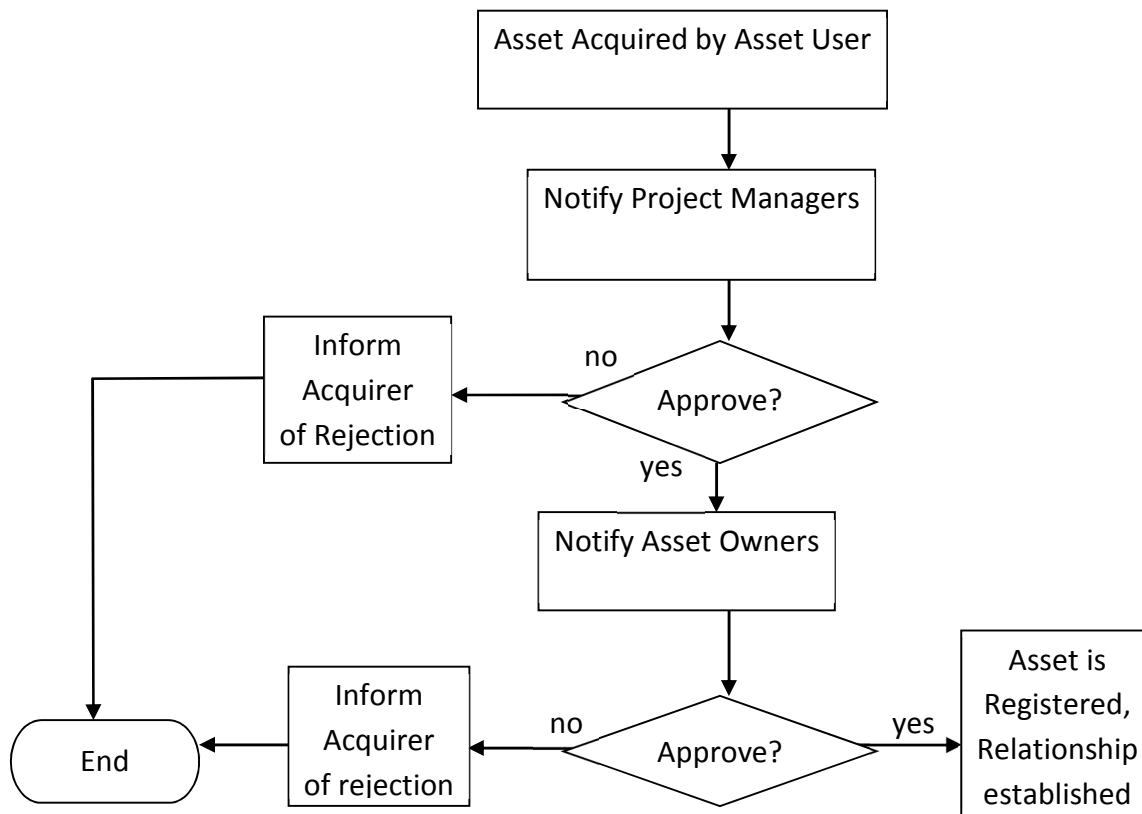 Asset Acquired by Asset User
Notify Project Managers
no
Inform
Acquirer
of Rejection
Approve?
yes
Notify Asset Owners
Asset is
Registered,
Relationship
established
Inform
Acquirer
of rejection
no
Approve?
yes
End